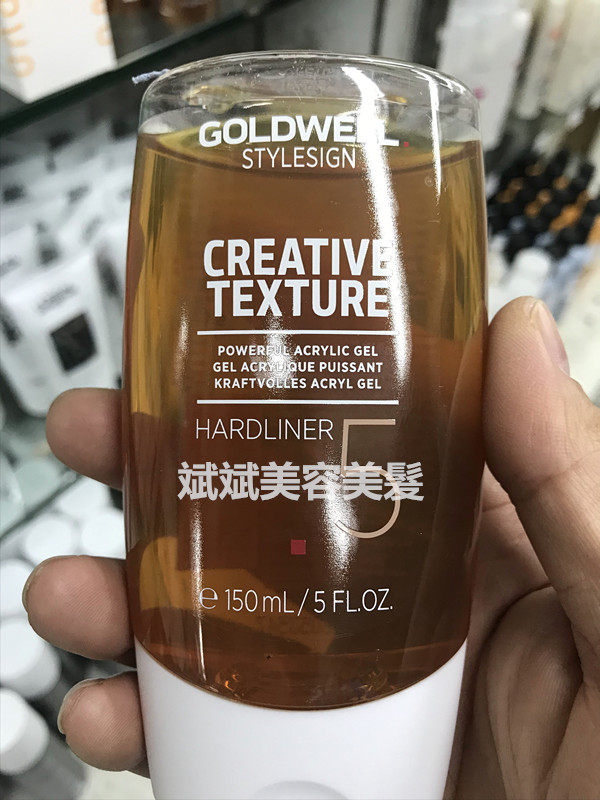 GOLDWELL.
STYLESIGN
CREATIVE
TEXTURE
POWERFUL ACRYLIC GEL
GEL ACRYLIQUE PUISSANT
KRAFTVOLLES ACRYL GEL
HARDLINER 5
斌斌美容美髮
℮ 150 mL / 5 FL.OZ.